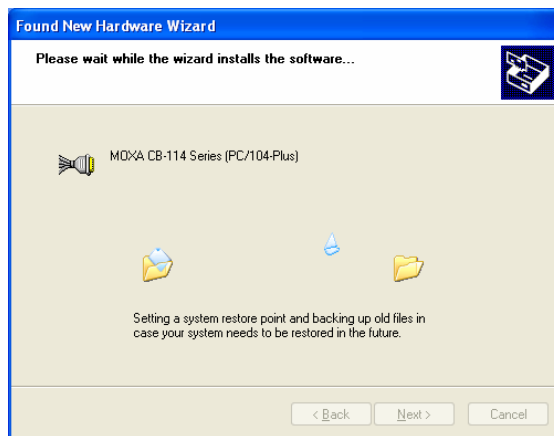 Found New Hardware Wizard
Please wait while the wizard installs the software...
MOXA CB-114 Series (PC/104-Plus)
Setting a system restore point and backing up old files in
case your system needs to be restored in the future.
< Back Next > Cancel